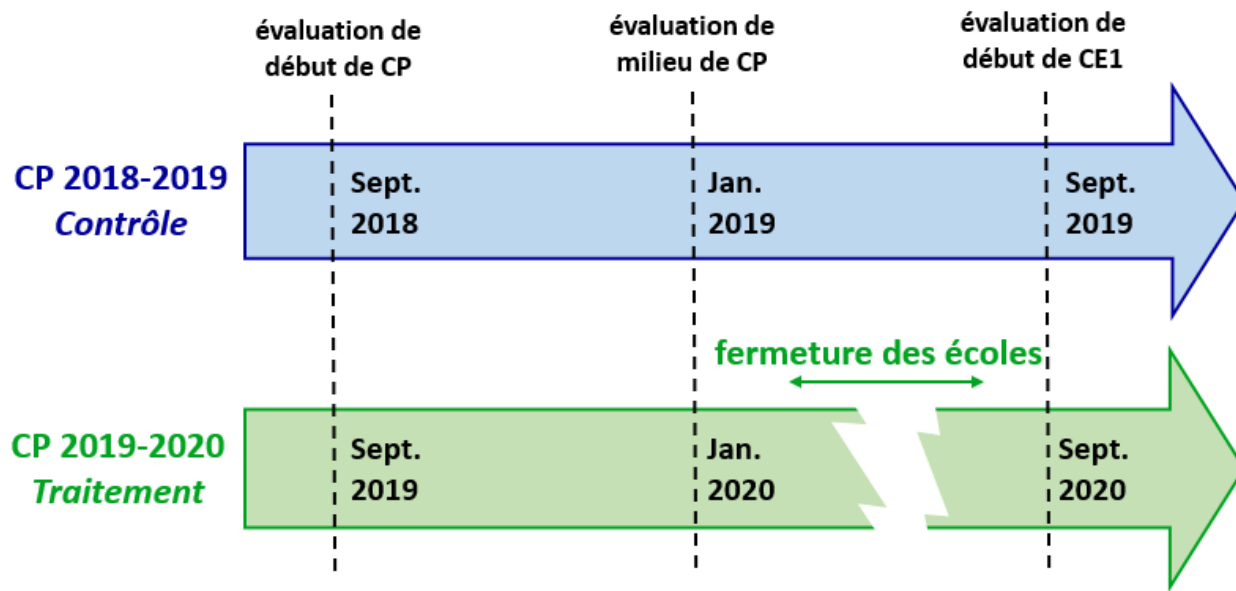 évaluation de
début de CP
évaluation de
milieu de CP
évaluation de
début de CE1
CP 2018-2019
Contrôle
Sept.
2018
Jan.
2019
Sept.
2019
fermeture des écoles
CP 2019-2020
Traitement
Sept.
2019
Jan.
2020
Sept.
2020